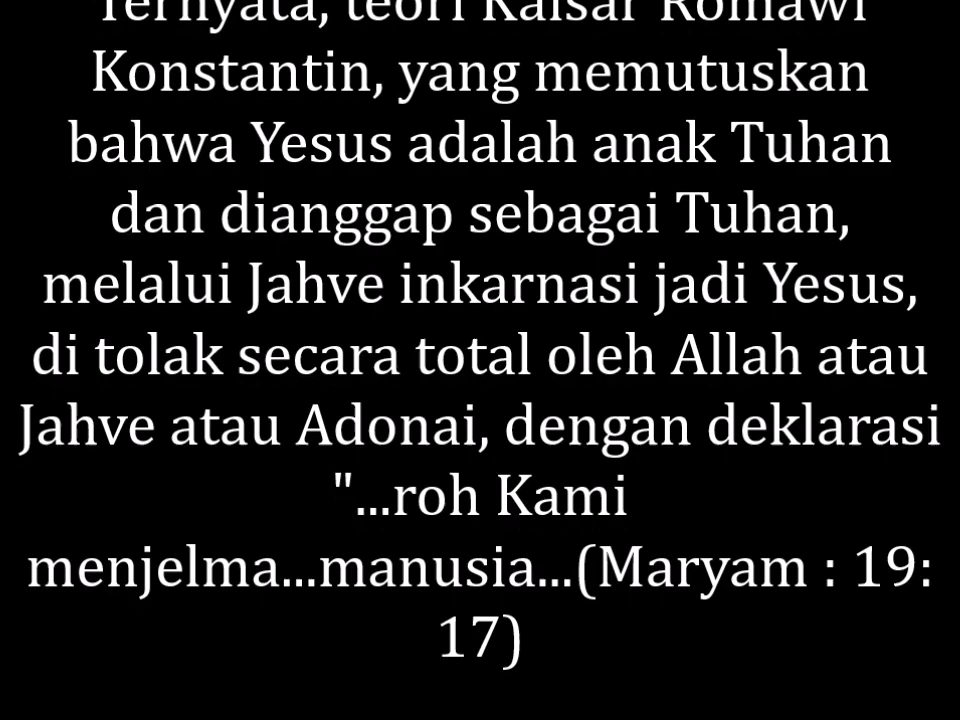 Ternyata, teori Kaisar Romawi
Konstantin, yang memutuskan
bahwa Yesus adalah anak Tuhan
dan dianggap sebagai Tuhan,
melalui Jahve inkarnasi jadi Yesus,
di tolak secara total oleh Allah atau
Jahve atau Adonai, dengan deklarasi
"...roh Kami
menjelma...manusia...(Maryam : 19:
17)